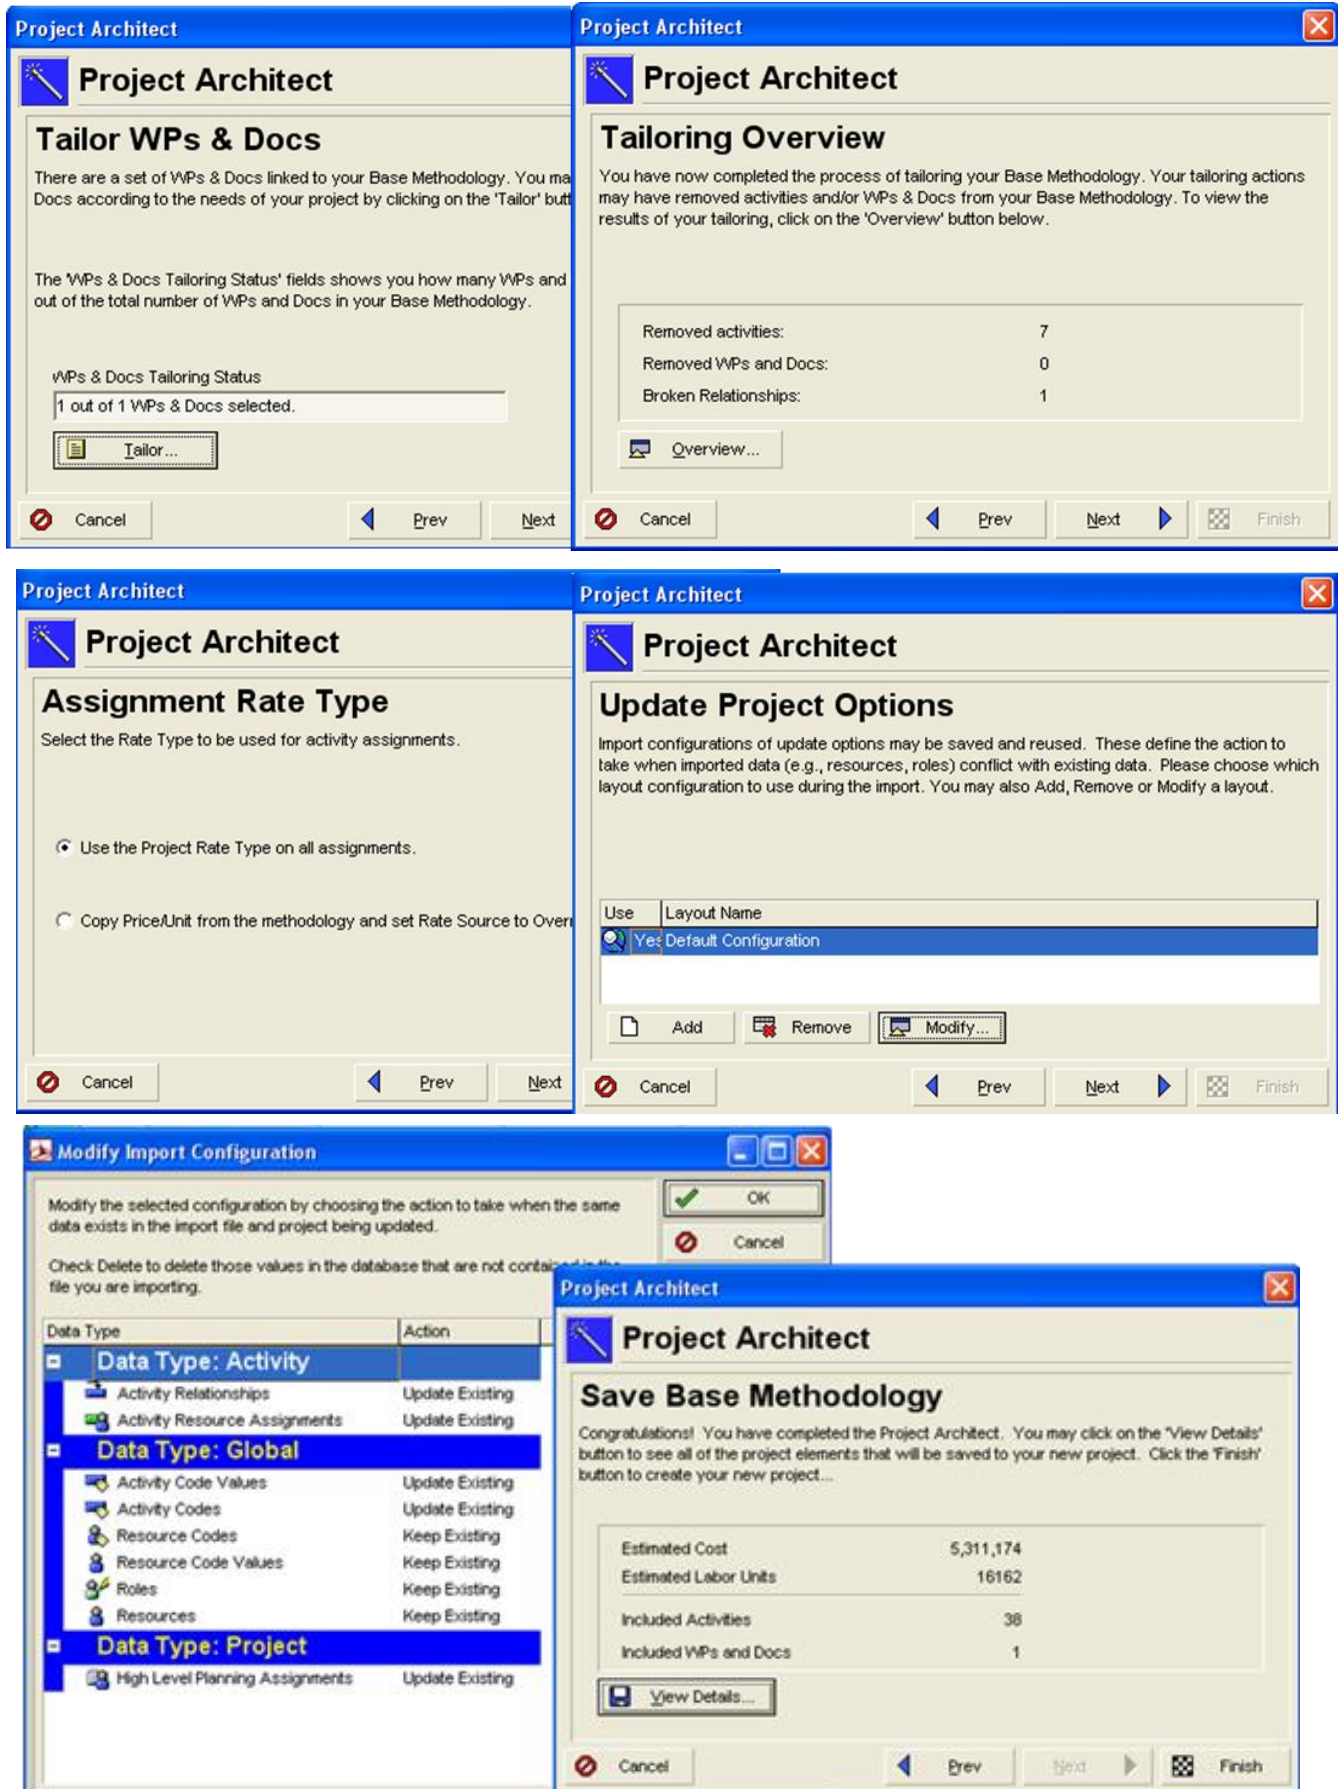 Project Architect
Project Architect
Tailor WPs & Docs
There are a set of WPs & Docs linked to your Base Methodology. You ma
Docs according to the needs of your project by clicking on the 'Tailor' butt
The 'WPs & Docs Tailoring Status' fields shows you how many WPs and
out of the total number of WPs and Docs in your Base Methodology.
WPs & Docs Tailoring Status
1 out of 1 WPs & Docs selected.
Tailor...
Cancel
Prev
Next
Project Architect
Project Architect
Tailoring Overview
You have now completed the process of tailoring your Base Methodology. Your tailoring actions
may have removed activities and/or WPs & Docs from your Base Methodology. To view the
results of your tailoring, click on the 'Overview' button below.
Removed activities: 7
Removed WPs and Docs: 0
Broken Relationships: 1
Overview...
Cancel
Prev
Next
Finish
Project Architect
Project Architect
Assignment Rate Type
Select the Rate Type to be used for activity assignments.
Use the Project Rate Type on all assignments.
Copy Price/Unit from the methodology and set Rate Source to Overr
Cancel
Prev
Next
Project Architect
Project Architect
Update Project Options
Import configurations of update options may be saved and reused. These define the action to
take when imported data (e.g., resources, roles) conflict with existing data. Please choose which
layout configuration to use during the import. You may also Add, Remove or Modify a layout.
Use Layout Name
Yes Default Configuration
Add
Remove
Modify...
Cancel
Prev
Next
Finish
Modify Import Configuration
Modify the selected configuration by choosing the action to take when the same
data exists in the import file and project being updated.
Check Delete to delete those values in the database that are not contained in the
file you are importing.
OK
Cancel
Data Type Action
Data Type: Activity
Activity Relationships Update Existing
Activity Resource Assignments Update Existing
Data Type: Global
Activity Code Values Update Existing
Activity Codes Update Existing
Resource Codes Keep Existing
Resource Code Values Keep Existing
Roles Keep Existing
Resources Keep Existing
Data Type: Project
High Level Planning Assignments Update Existing
Project Architect
Project Architect
Save Base Methodology
Congratulations! You have completed the Project Architect. You may click on the 'View Details'
button to see all of the project elements that will be saved to your new project. Click the 'Finish'
button to create your new project...
Estimated Cost 5,311,174
Estimated Labor Units 16162
Included Activities 38
Included WPs and Docs 1
View Details...
Cancel
Prev
Next
Finish